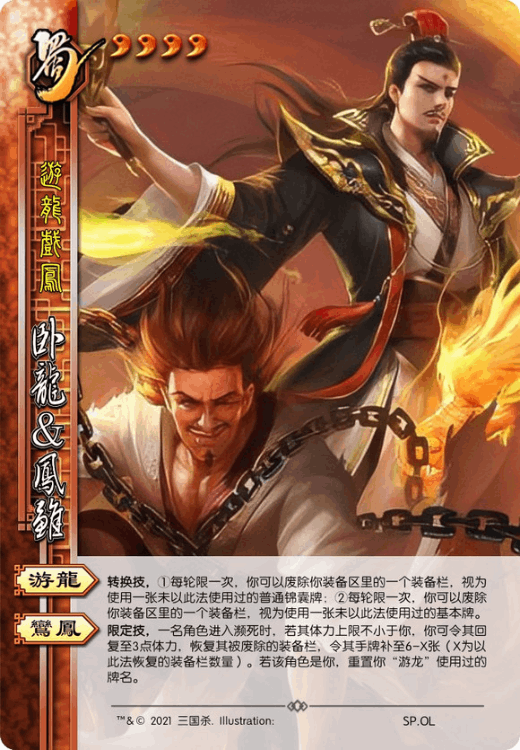 蜀
遊龍戲鳳
卧龍&鳳雛
游龍
转换技，①每轮限一次，你可以废除你装备区里的一个装备栏，视为
使用一张未以此法使用过的普通锦囊牌；②每轮限一次，你可以废除
你装备区里的一个装备栏，视为使用一张未以此法使用过的基本牌。
鸞鳳
限定技，一名角色进入濒死时，若其体力上限不小于你，你可令其回
复至3点体力，恢复其被废除的装备栏，令其手牌补至6-X张（X为以
此法恢复的装备栏数量）。若该角色是你，重置你“游龙”使用过的
牌名。
™&© 2021 三国杀. Illustration:
SP.OL